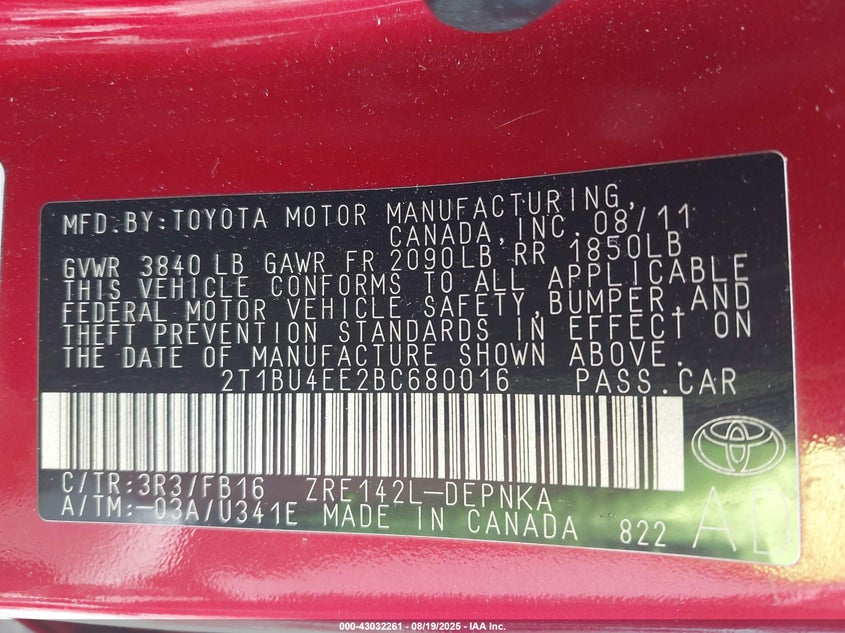 MFD.BY:TOYOTA MOTOR MANUFACTURING,
CANADA, INC. 08/11
GVWR 3840 LB GAWR FR 2090LB RR 1850LB
THIS VEHICLE CONFORMS TO ALL APPLICABLE
FEDERAL MOTOR VEHICLE SAFETY, BUMPER, AND
THEFT PREVENTION STANDARDS IN EFFECT ON
THE DATE OF MANUFACTURE SHOWN ABOVE.
2T1BU4EE2BC680016 PASS.CAR
C/TR:3R3/FB16 ZRE142L-DEPNKA
A/TM:-03A/U341E MADE IN CANADA 822
AD
000-43032261 - 08/19/2025 - IAA Inc.